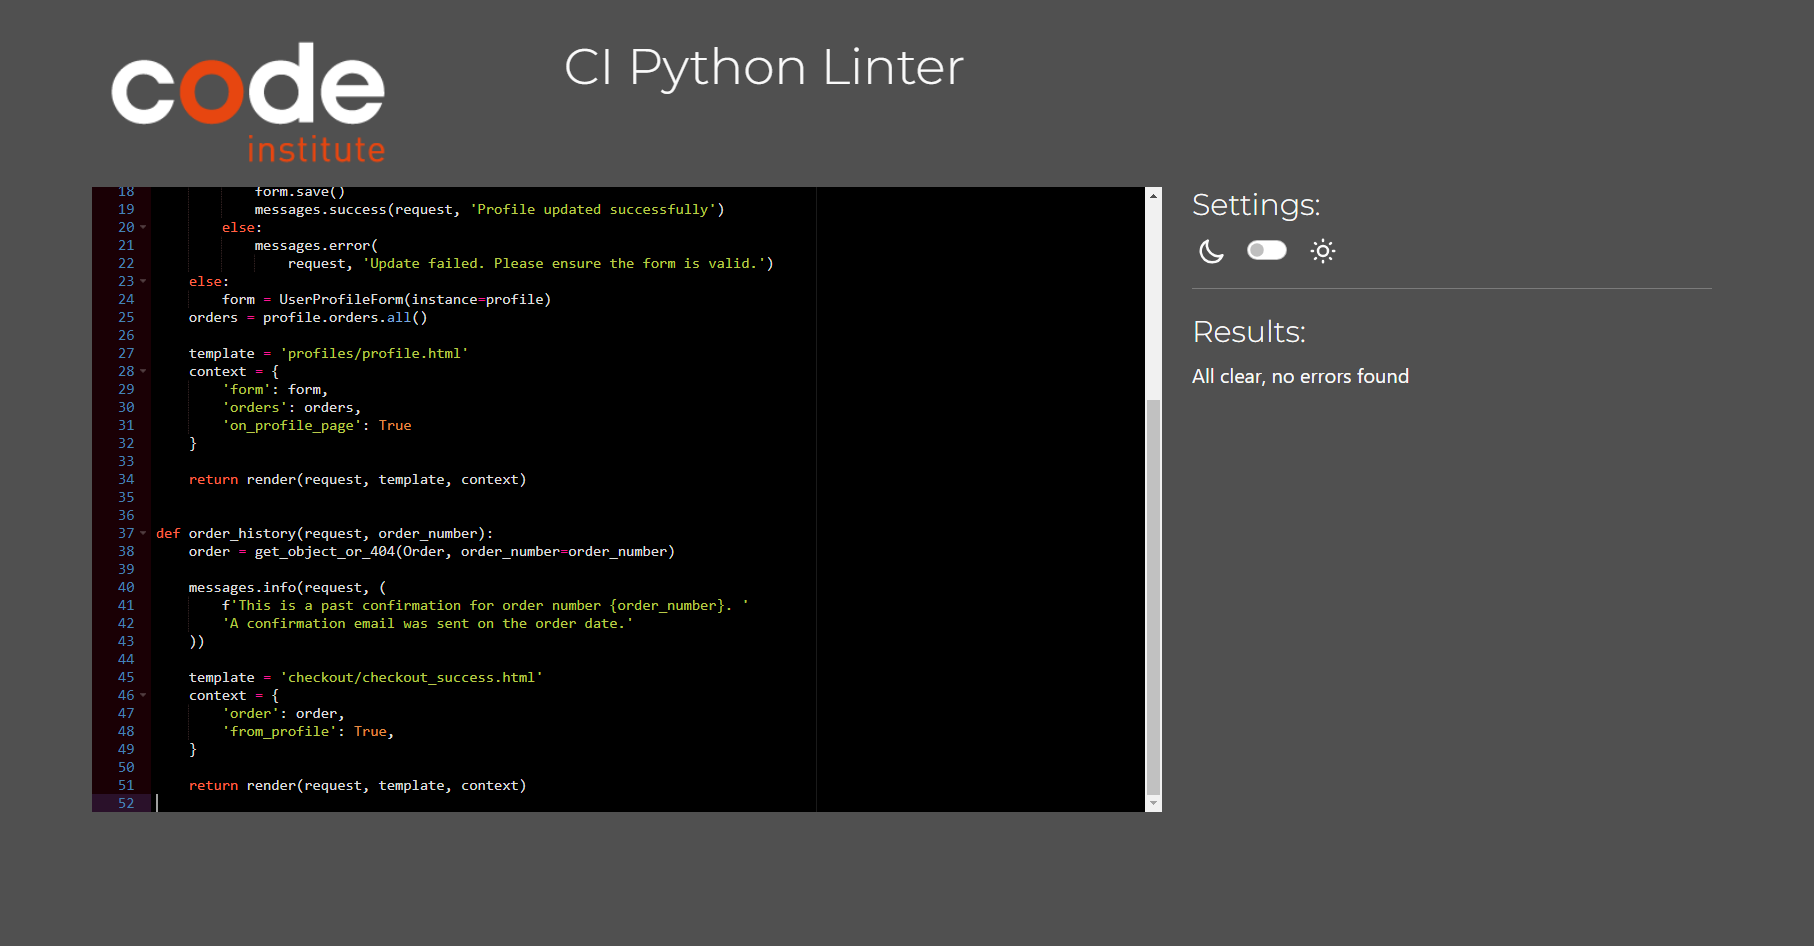 code
institute
CI Python Linter
18 form.save()
19 messages.success(request, 'Profile updated successfully')
20 else:
21 messages.error(
22 request, 'Update failed. Please ensure the form is valid.')
23 else:
24 form = UserProfileForm(instance=profile)
25 orders = profile.orders.all()
26
27 template = 'profiles/profile.html'
28 context = {
29 'form': form,
30 'orders': orders,
31 'on_profile_page': True
32 }
33
34 return render(request, template, context)
35
36
37 def order_history(request, order_number):
38 order = get_object_or_404(Order, order_number=order_number)
39
40 messages.info(request, (
41 f'This is a past confirmation for order number {order_number}. '
42 'A confirmation email was sent on the order date.'
43 ))
44
45 template = 'checkout/checkout_success.html'
46 context = {
47 'order': order,
48 'from_profile': True,
49 }
50
51 return render(request, template, context)
52
Settings:
Results:
All clear, no errors found